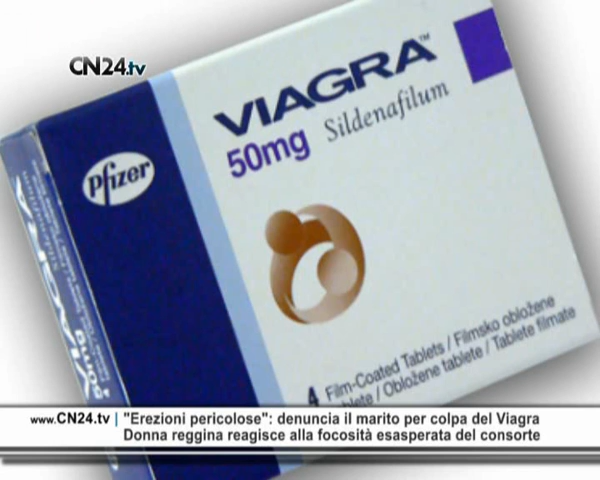 CN24.tv
VIAGRA™
50mg Sildenafilum
Pfizer
4 Film-Coated Tablets / Filmsko obložene
tablete / Obložene tablete / Tablete filmate
www.CN24.tv | "Erezioni pericolose": denuncia il marito per colpa del Viagra
Donna reggina reagisce alla focosità esasperata del consorte